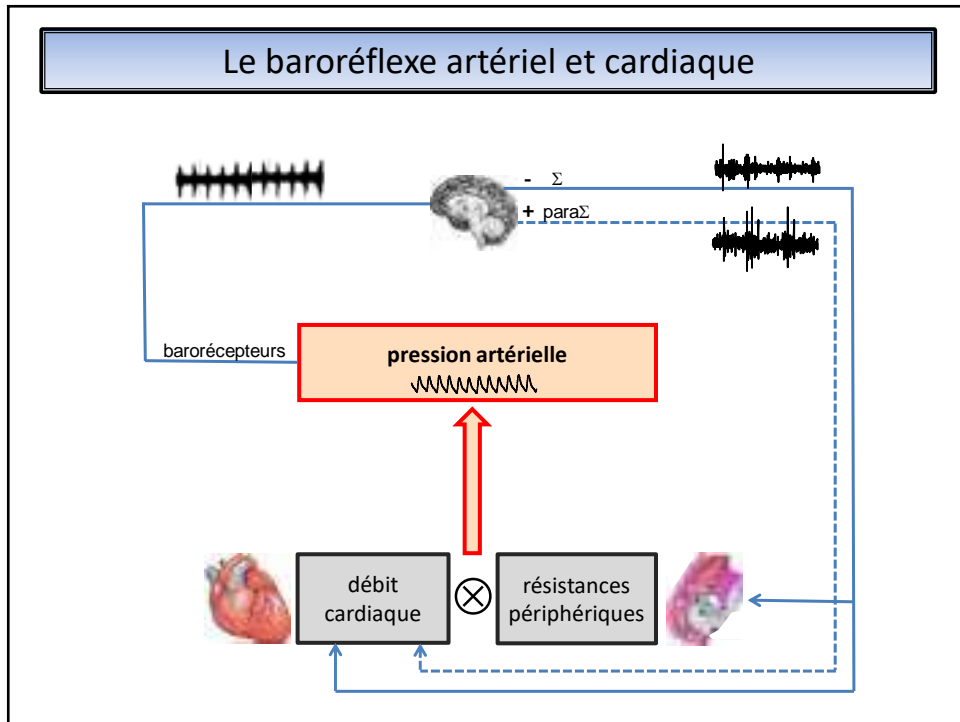 Le baroréflexe artériel et cardiaque
- Σ
+ paraΣ
barorécepteurs
pression artérielle
débit
cardiaque
résistances
périphériques